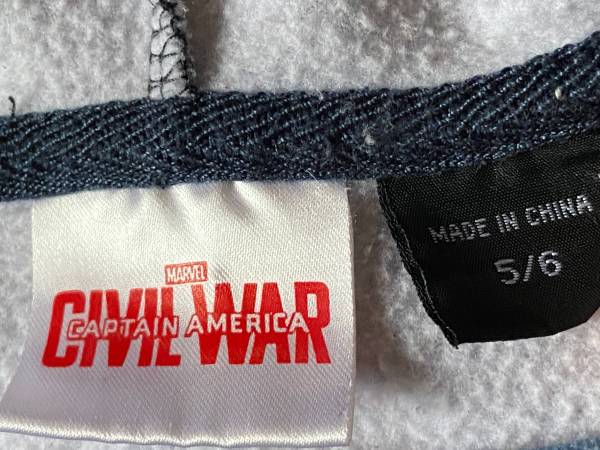 MARVEL
CIVIL WAR
CAPTAIN AMERICA
MADE IN CHINA
5/6